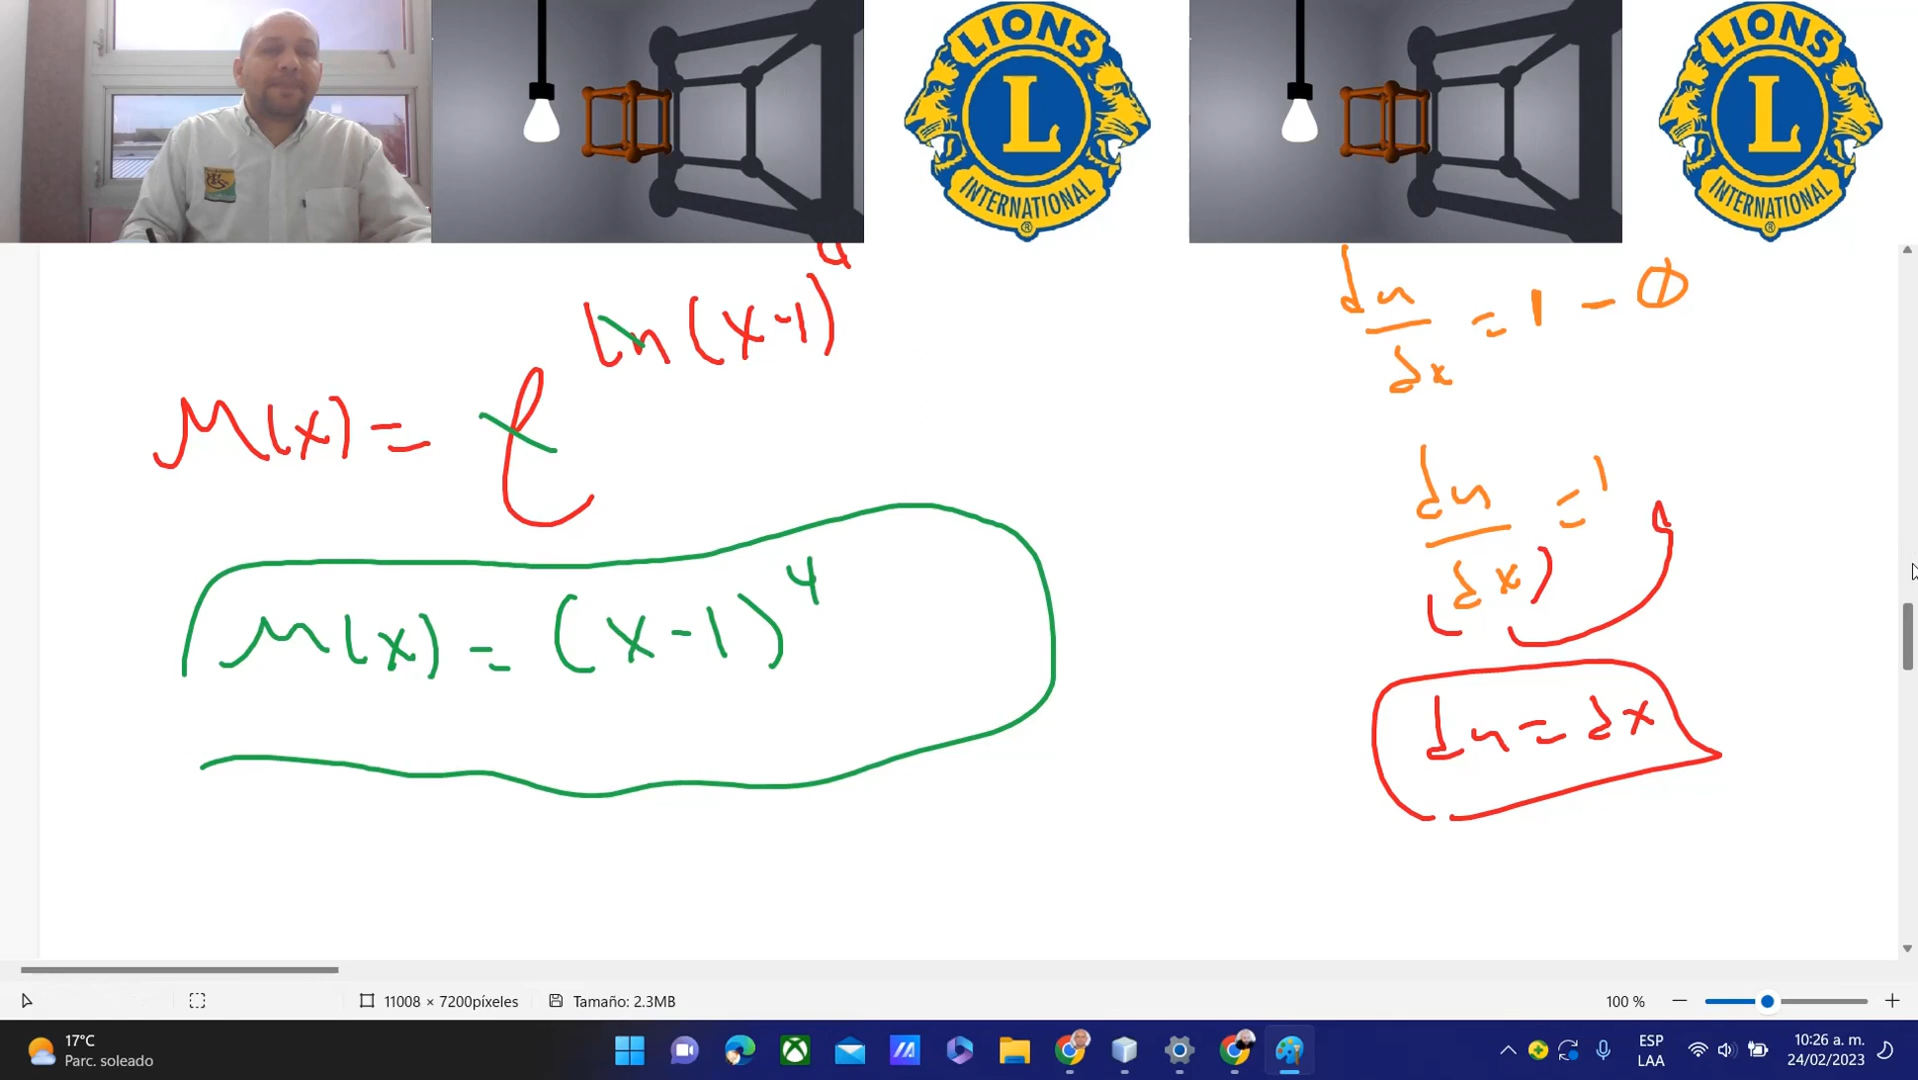 LIONS
L
INTERNATIONAL
®
LIONS
L
INTERNATIONAL
®
M(x) = e^ln(x-1)^4
M(x) = (x-1)^4
du/dx = 1 - 0
du/dx = 1
du = dx
11008 × 7200píxeles
Tamaño: 2.3MB
100 %
17°C
Parc. soleado
ESP
LAA
10:26 a. m.
24/02/2023